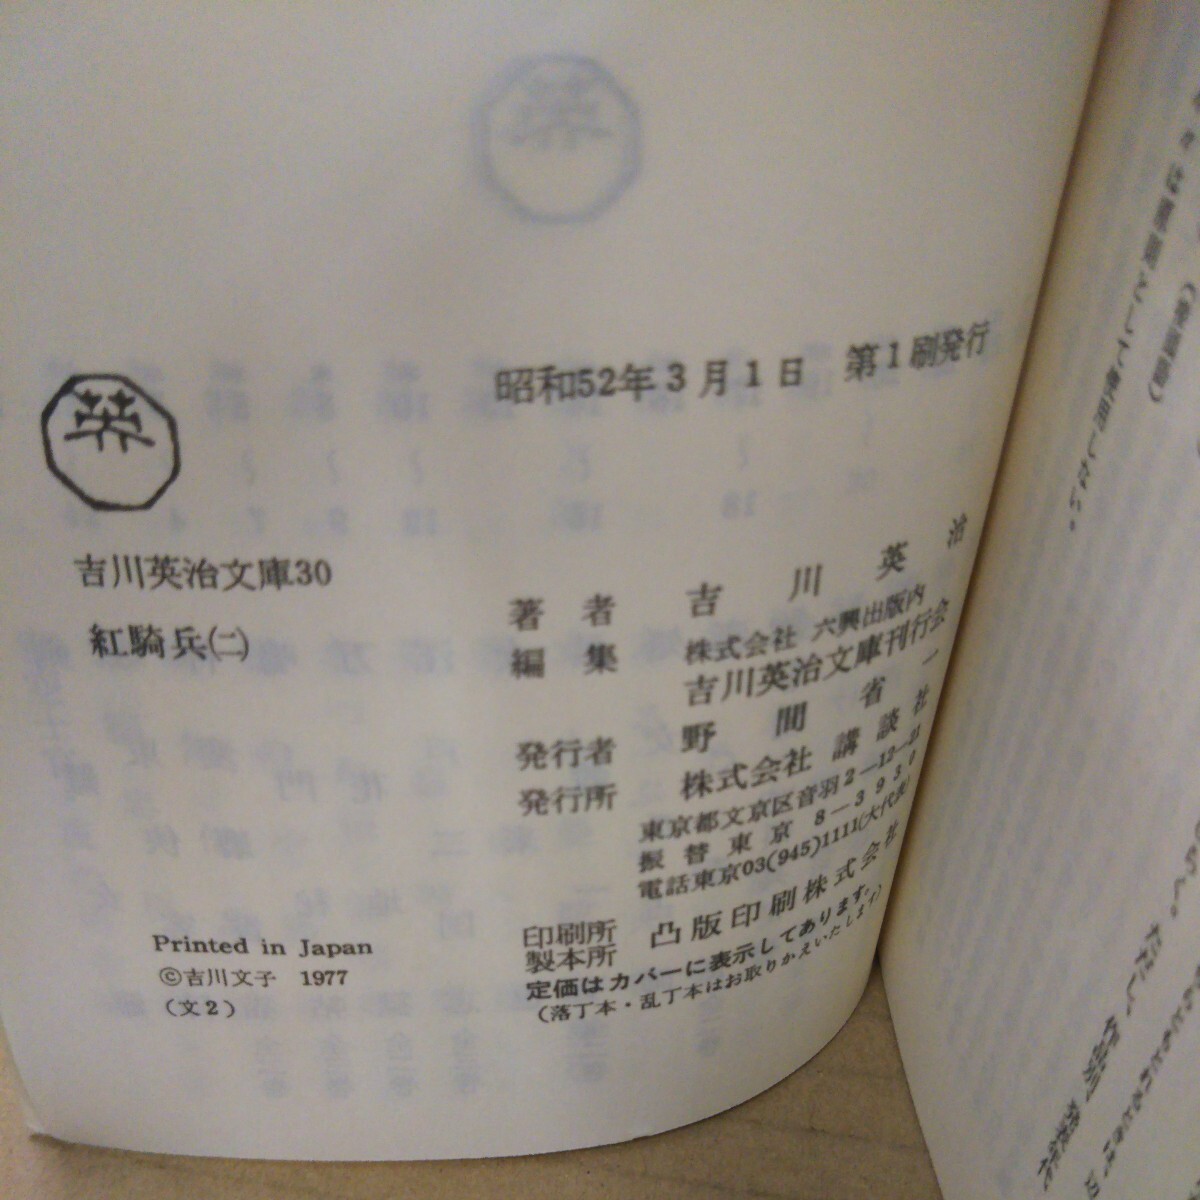 昭和52年3月1日 第1刷発行
英
吉川英治文庫30
紅騎兵㈡
著者 吉川英治
編集 株式会社 六興出版内
吉川英治文庫刊行会
発行者 野間省一
発行所 株式会社 講談社
東京都文京区音羽2—12—21
振替東京8—3930
電話東京03(945)1111(大代表)
印刷所 凸版印刷株式会社
製本所
定価はカバーに表示してあります。
(落丁本・乱丁本はお取りかえいたします)
Printed in Japan
©吉川文子 1977
(文2)